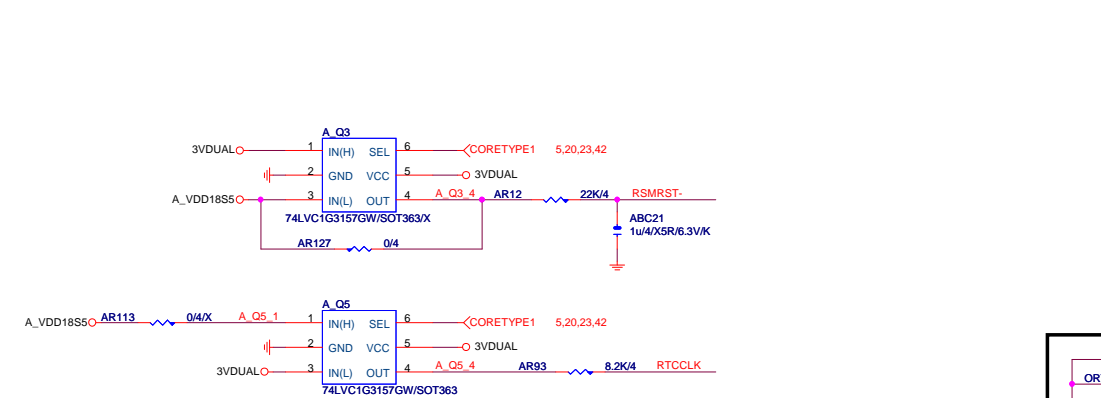 A_Q3
3VDUAL 1 IN(H) SEL 6 CORETYPE1 5,20,23,42
2 GND VCC 5 3VDUAL
A_VDD18S5 3 IN(L) OUT 4 A_Q3_4 AR12 22K/4 RSMRST-
74LVC1G3157GW/SOT363/X
ABC21
1u/4/X5R/6.3V/K
AR127 0/4
A_Q5
A_VDD18S5 AR113 0/4/X A_Q5_1 1 IN(H) SEL 6 CORETYPE1 5,20,23,42
2 GND VCC 5 3VDUAL
3VDUAL 3 IN(L) OUT 4 A_Q5_4 AR93 8.2K/4 RTCCLK
74LVC1G3157GW/SOT363